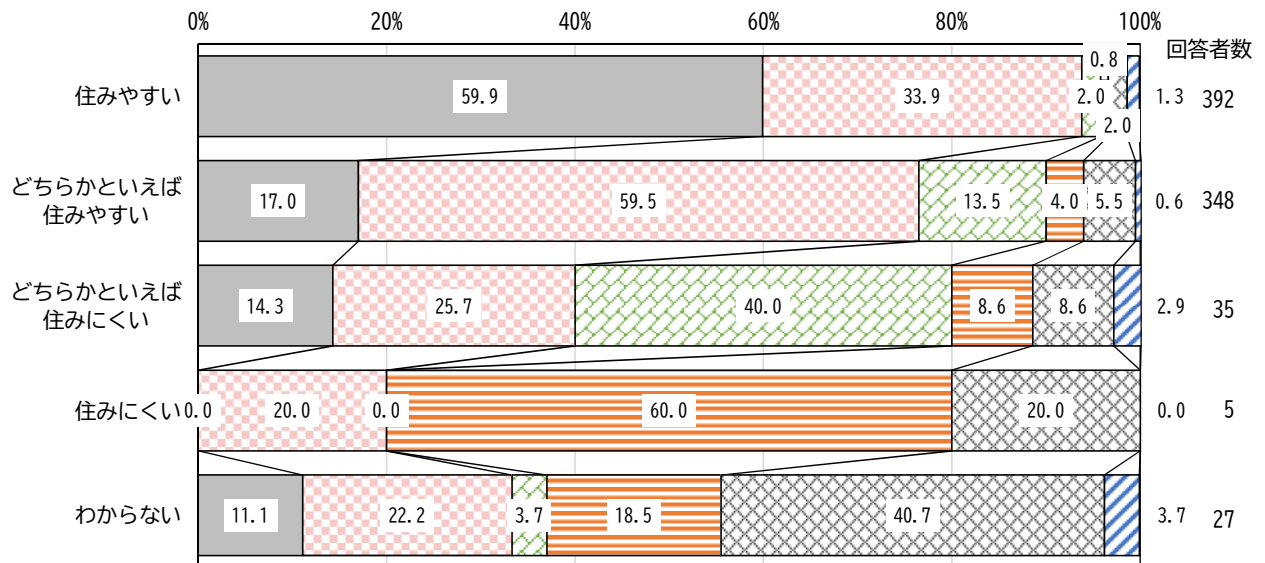 0% 20% 40% 60% 80% 100%
回答者数
0.8
住みやすい 59.9 33.9 2.0 1.3 392
2.0
どちらかといえば
住みやすい
17.0 59.5 13.5 4.0 5.5 0.6 348
どちらかといえば
住みにくい
14.3 25.7 40.0 8.6 8.6 2.9 35
住みにくい 0.0 20.0 0.0 60.0 20.0 0.0 5
わからない 11.1 22.2 3.7 18.5 40.7 3.7 27